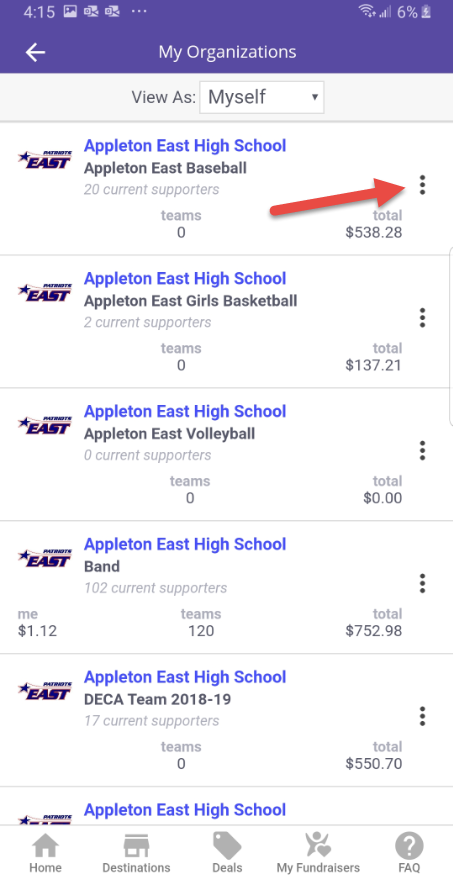 4:15 6%
My Organizations
View As: Myself
Appleton East High School
PATRIOTS
EAST
Appleton East Baseball
20 current supporters
teams total
0 $538.28
Appleton East High School
PATRIOTS
EAST
Appleton East Girls Basketball
2 current supporters
teams total
0 $137.21
Appleton East High School
PATRIOTS
EAST
Appleton East Volleyball
0 current supporters
teams total
0 $0.00
Appleton East High School
PATRIOTS
EAST
Band
102 current supporters
me teams total
$1.12 120 $752.98
Appleton East High School
PATRIOTS
EAST
DECA Team 2018-19
17 current supporters
teams total
0 $550.70
Appleton East High School
PATRIOTS
Home Destinations Deals My Fundraisers FAQ